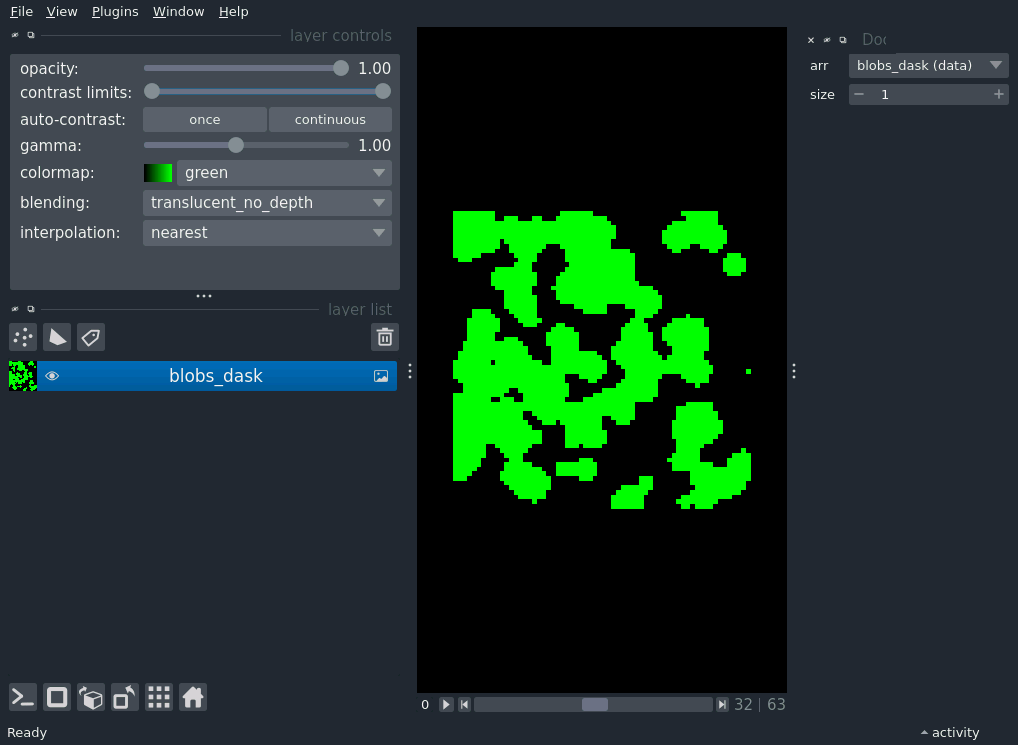 File View Plugins Window Help
layer controls
opacity: 1.00
contrast limits:
auto-contrast: once continuous
gamma: 1.00
colormap: green
blending: translucent_no_depth
interpolation: nearest
layer list
blobs_dask
arr blobs_dask (data)
size 1
0 32 | 63
Ready
activity